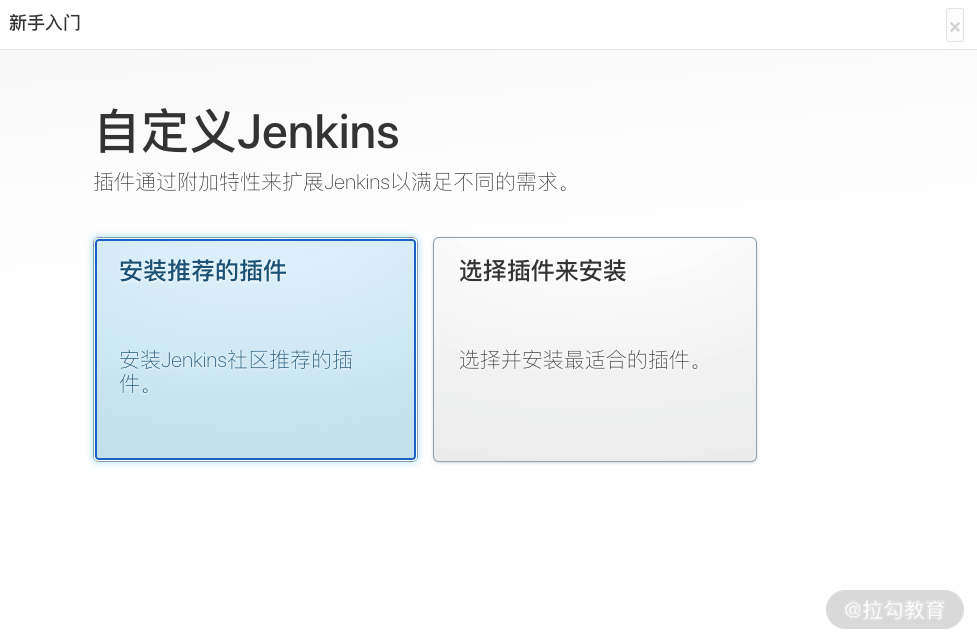 新手入门
×
自定义Jenkins
插件通过附加特性来扩展Jenkins以满足不同的需求。
安装推荐的插件
安装Jenkins社区推荐的插
件。
选择插件来安装
选择并安装最适合的插件。
@拉勾教育